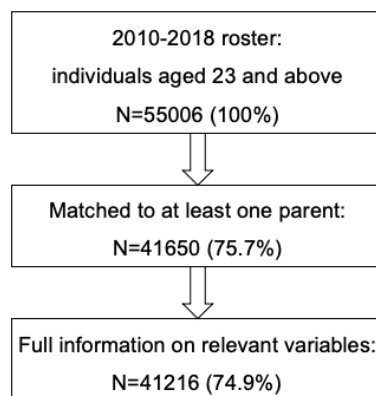 2010-2018 roster:
individuals aged 23 and above
N=55006 (100%)
Matched to at least one parent:
N=41650 (75.7%)
Full information on relevant variables:
N=41216 (74.9%)